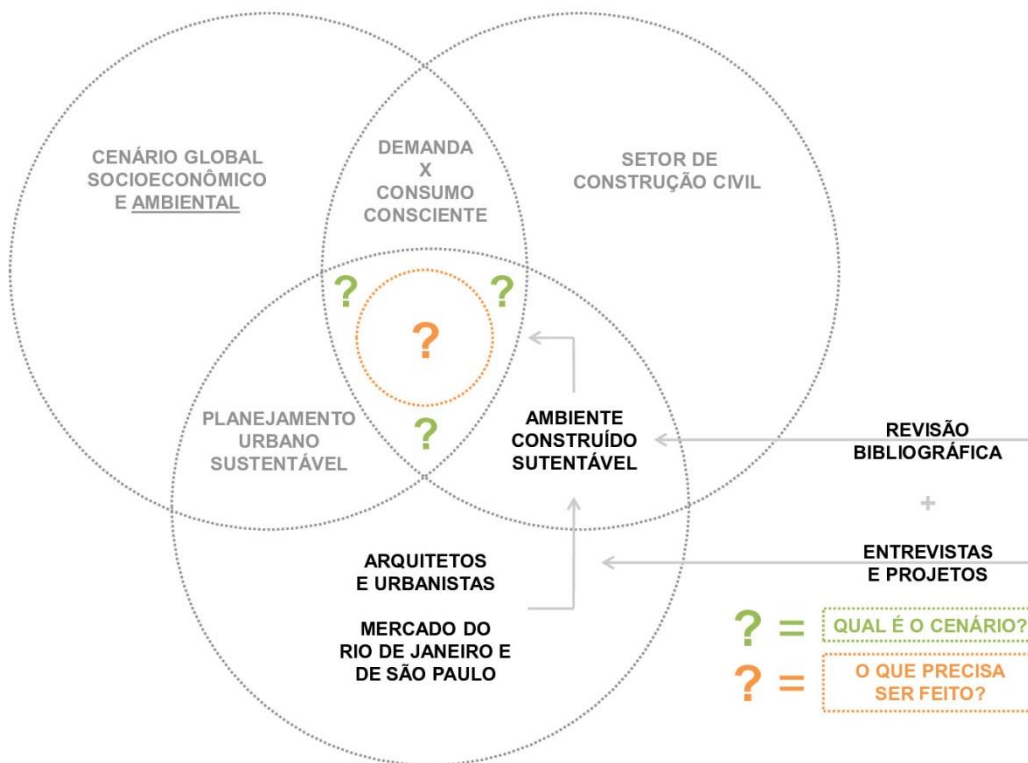 CENÁRIO GLOBAL
SOCIOECONÔMICO
E AMBIENTAL
DEMANDA
X
CONSUMO
CONSCIENTE
SETOR DE
CONSTRUÇÃO CIVIL
?
?
?
?
PLANEJAMENTO
URBANO
SUSTENTÁVEL
AMBIENTE
CONSTRUÍDO
SUTENTÁVEL
REVISÃO
BIBLIOGRÁFICA
+
ENTREVISTAS
E PROJETOS
ARQUITETOS
E URBANISTAS
MERCADO DO
RIO DE JANEIRO E
DE SÃO PAULO
? = QUAL É O CENÁRIO?
? = O QUE PRECISA
SER FEITO?